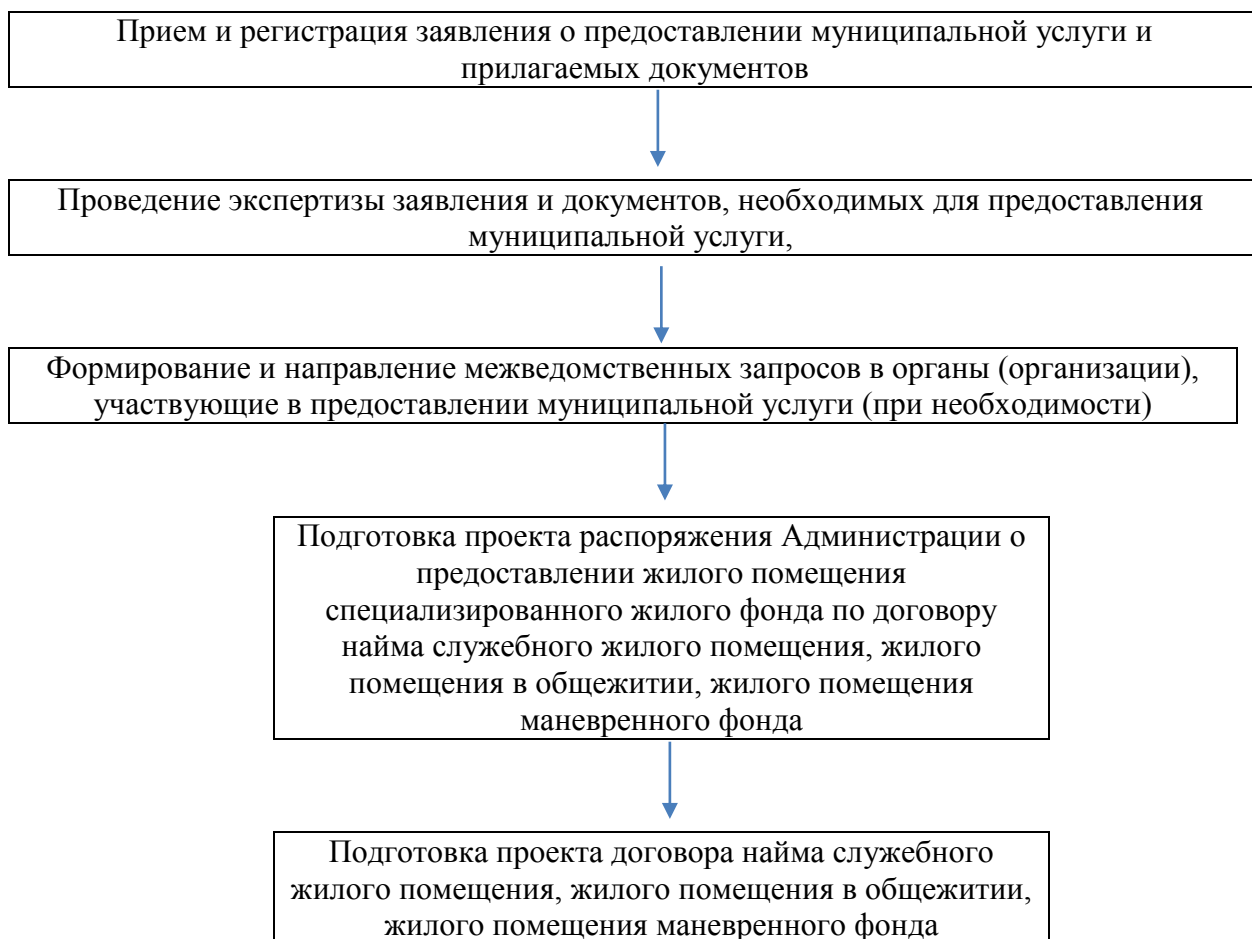 Прием и регистрация заявления о предоставлении муниципальной услуги и
прилагаемых документов
Проведение экспертизы заявления и документов, необходимых для предоставления
муниципальной услуги,
Формирование и направление межведомственных запросов в органы (организации),
участвующие в предоставлении муниципальной услуги (при необходимости)
Подготовка проекта распоряжения Администрации о
предоставлении жилого помещения
специализированного жилого фонда по договору
найма служебного жилого помещения, жилого
помещения в общежитии, жилого помещения
маневренного фонда
Подготовка проекта договора найма служебного
жилого помещения, жилого помещения в общежитии,
жилого помещения маневренного фонда